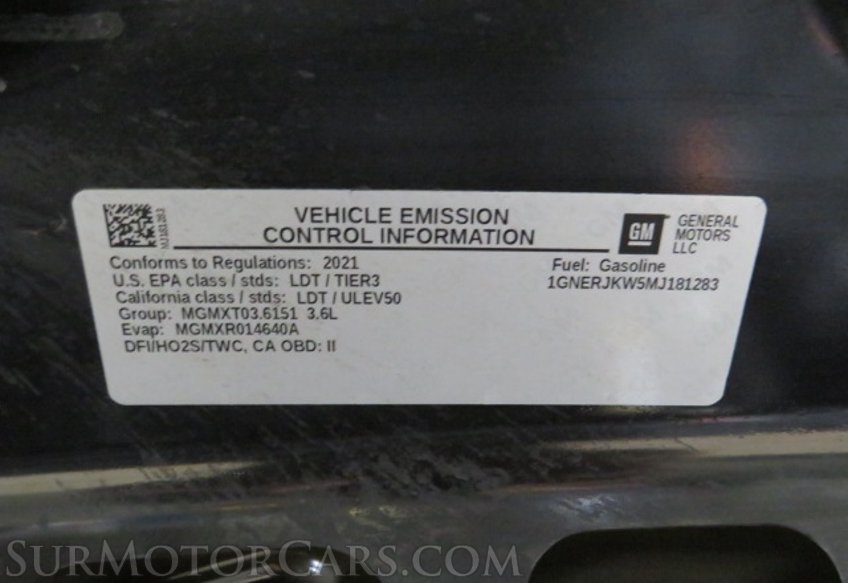 VEHICLE EMISSION
CONTROL INFORMATION
GM
GENERAL
MOTORS
LLC
MJ181283
Conforms to Regulations: 2021
U.S. EPA class / stds: LDT / TIER3
California class / stds: LDT / ULEV50
Group: MGMXT03.6151 3.6L
Evap: MGMXR014640A
DFI/HO2S/TWC, CA OBD: II
Fuel: Gasoline
1GNERJKW5MJ181283
SURMOTORCARS.COM